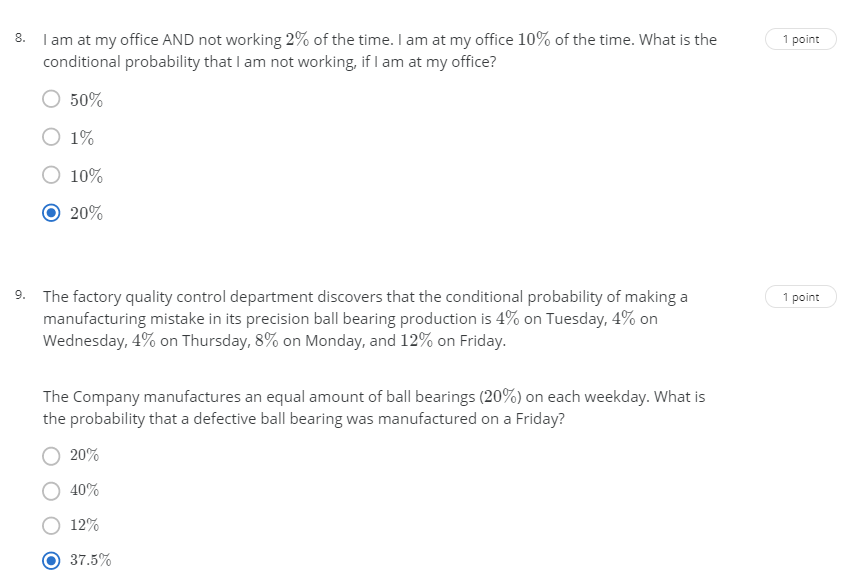 8. I am at my office AND not working 2% of the time. I am at my office 10% of the time. What is the 1 point
conditional probability that I am not working, if I am at my office?
50%
1%
10%
20%
9. The factory quality control department discovers that the conditional probability of making a 1 point
manufacturing mistake in its precision ball bearing production is 4% on Tuesday, 4% on
Wednesday, 4% on Thursday, 8% on Monday, and 12% on Friday.
The Company manufactures an equal amount of ball bearings (20%) on each weekday. What is
the probability that a defective ball bearing was manufactured on a Friday?
20%
40%
12%
37.5%